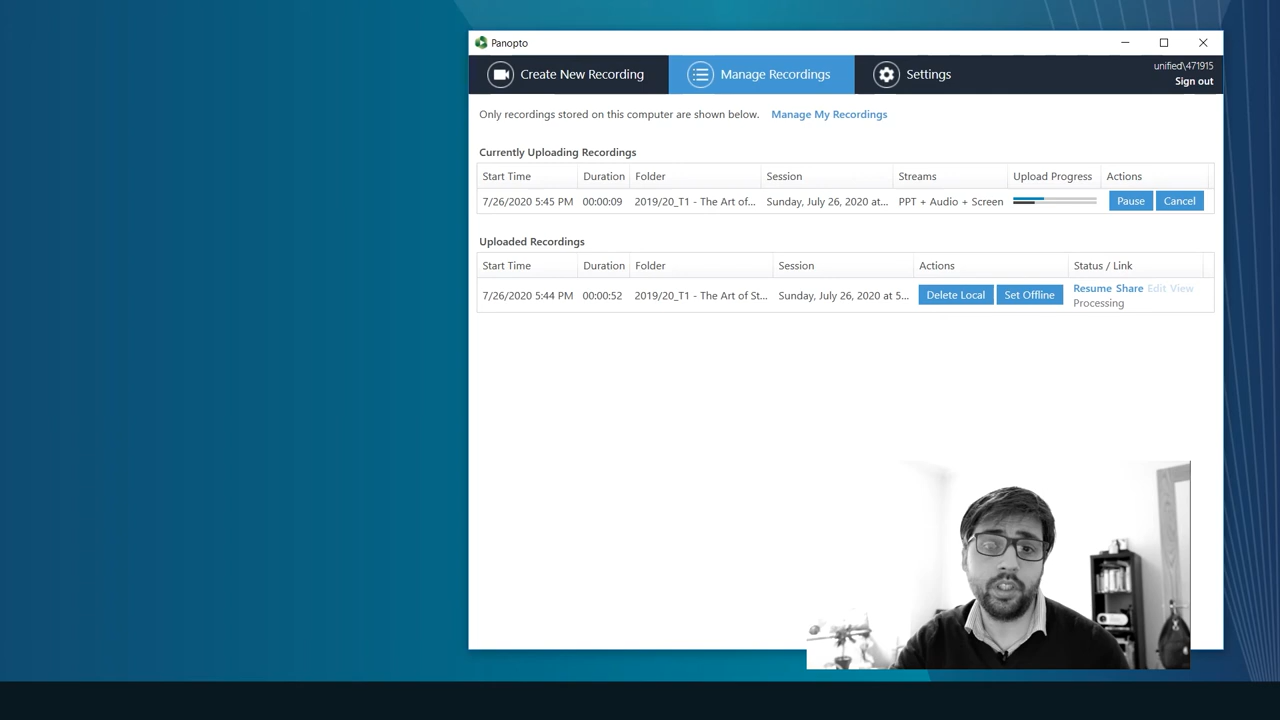 Panopto
Create New Recording
Manage Recordings
Settings
unified\471915
Sign out
Only recordings stored on this computer are shown below. Manage My Recordings
Currently Uploading Recordings
Start Time Duration Folder Session Streams Upload Progress Actions
7/26/2020 5:45 PM 00:00:09 2019/20_T1 - The Art of... Sunday, July 26, 2020 at... PPT + Audio + Screen Pause Cancel
Uploaded Recordings
Start Time Duration Folder Session Actions Status / Link
7/26/2020 5:44 PM 00:00:52 2019/20_T1 - The Art of St... Sunday, July 26, 2020 at 5... Delete Local Set Offline Resume Share Edit View
Processing